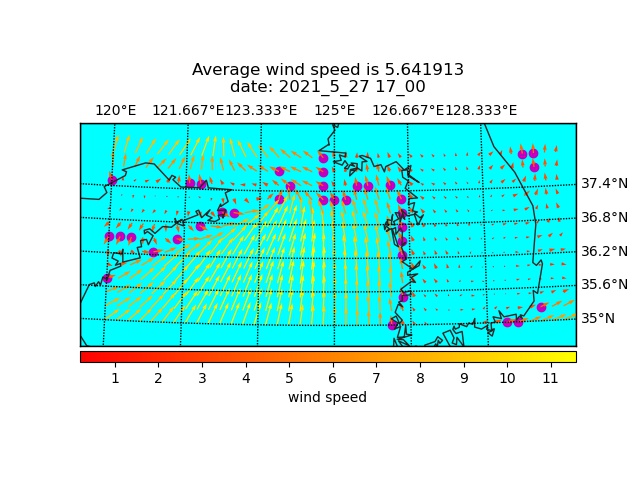 Average wind speed is 5.641913
date: 2021_5_27 17_00
120°E 121.667°E 123.333°E 125°E 126.667°E 128.333°E
37.4°N
36.8°N
36.2°N
35.6°N
35°N
1 2 3 4 5 6 7 8 9 10 11
wind speed